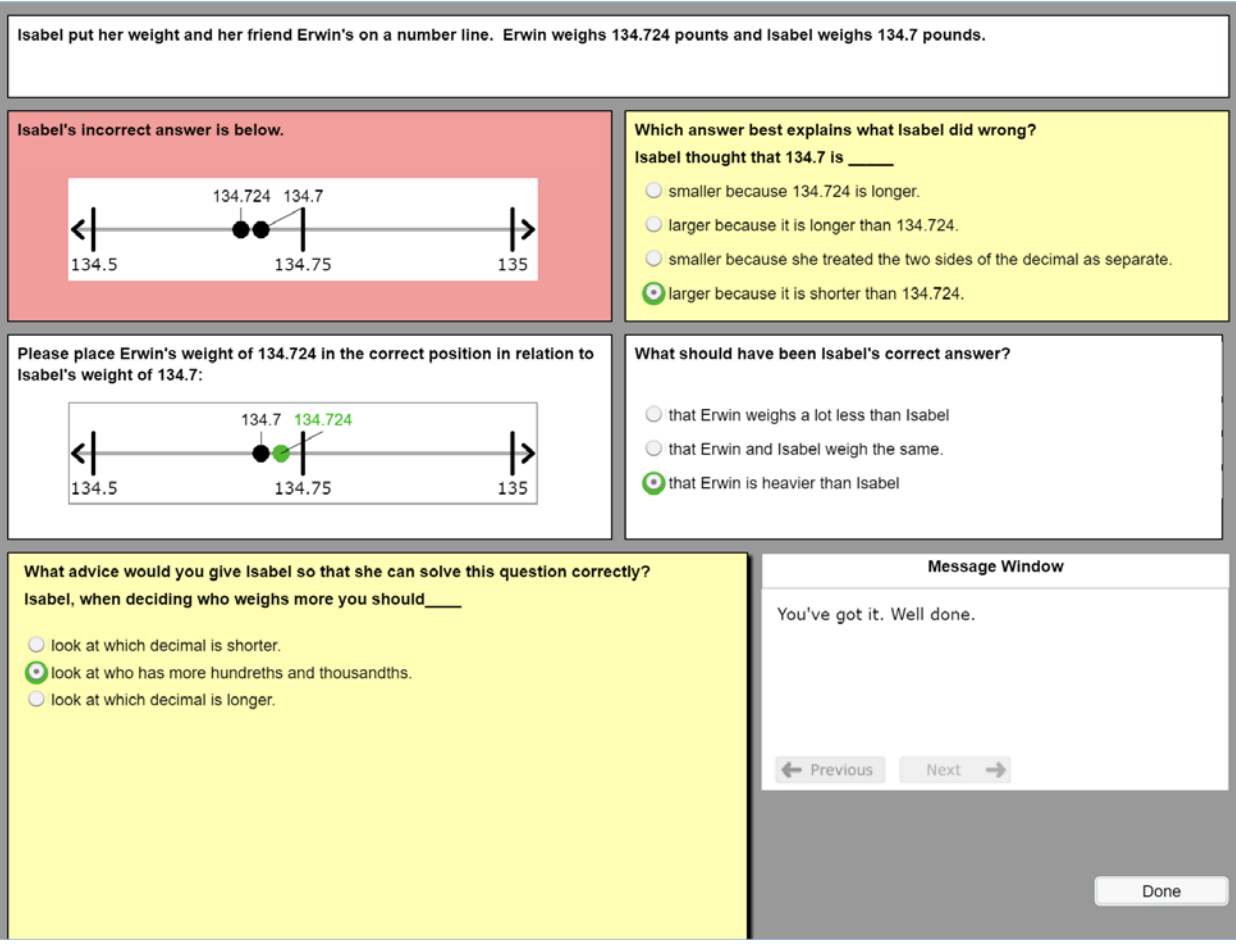 Isabel put her weight and her friend Erwin's on a number line. Erwin weighs 134.724 pounts and Isabel weighs 134.7 pounds.
Isabel's incorrect answer is below.
134.724 134.7
134.5 134.75 135
Which answer best explains what Isabel did wrong?
Isabel thought that 134.7 is _____
smaller because 134.724 is longer.
larger because it is longer than 134.724.
smaller because she treated the two sides of the decimal as separate.
larger because it is shorter than 134.724.
Please place Erwin's weight of 134.724 in the correct position in relation to
Isabel's weight of 134.7:
134.7 134.724
134.5 134.75 135
What should have been Isabel's correct answer?
that Erwin weighs a lot less than Isabel
that Erwin and Isabel weigh the same.
that Erwin is heavier than Isabel
What advice would you give Isabel so that she can solve this question correctly?
Isabel, when deciding who weighs more you should____
look at which decimal is shorter.
look at who has more hundreths and thousandths.
look at which decimal is longer.
Message Window
You've got it. Well done.
Previous Next
Done